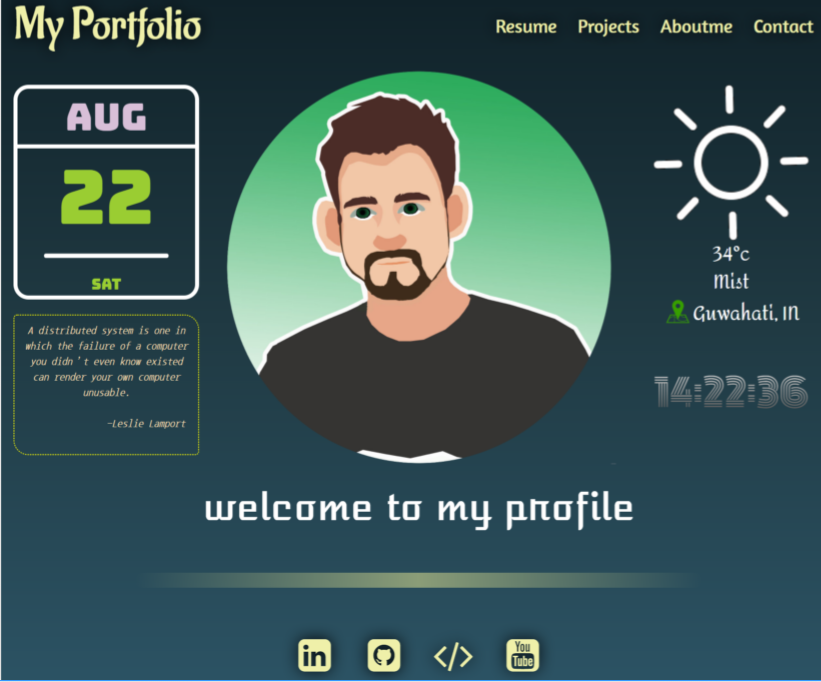 My Portfolio
Resume Projects Aboutme Contact
AUG
22
SAT
A distributed system is one in
which the failure of a computer
you didn't even know existed
can render your own computer
unusable.
-Leslie Lamport
34°c
Mist
Guwahati, IN
14:22:36
welcome to my profile
in
</>
You
Tube